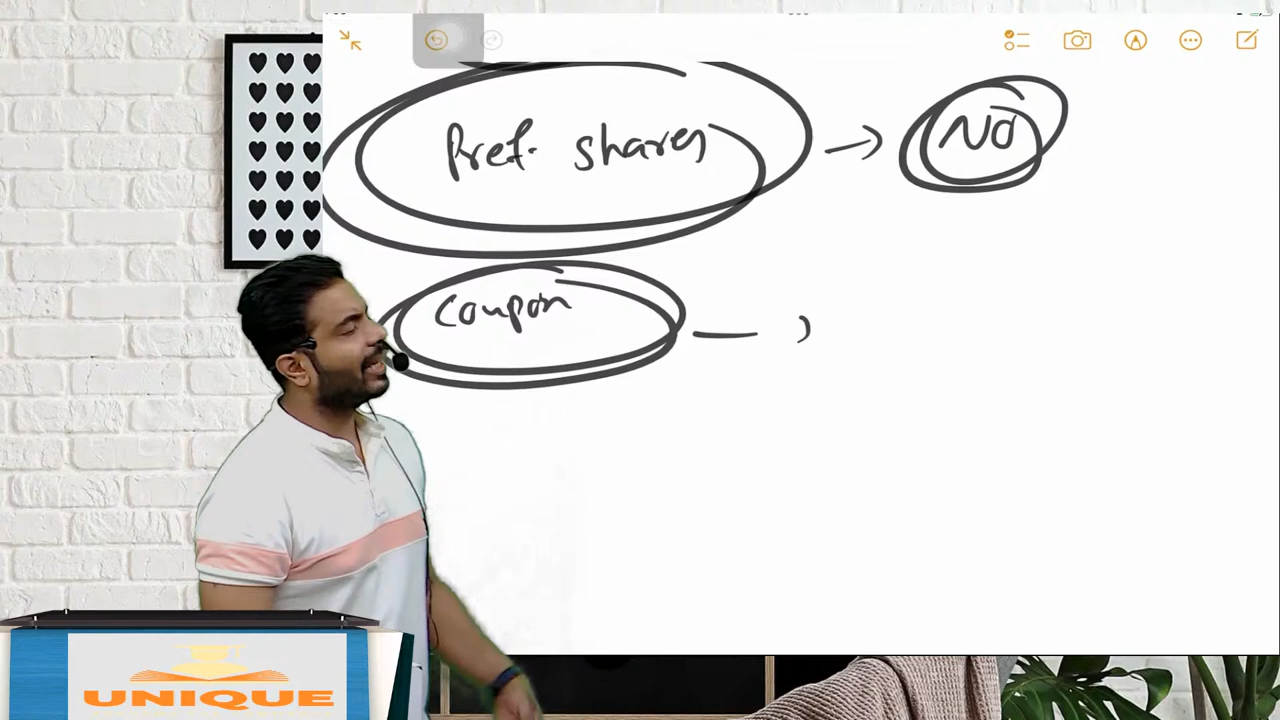 Pref. shares → NO
Coupon —
UNIQUE